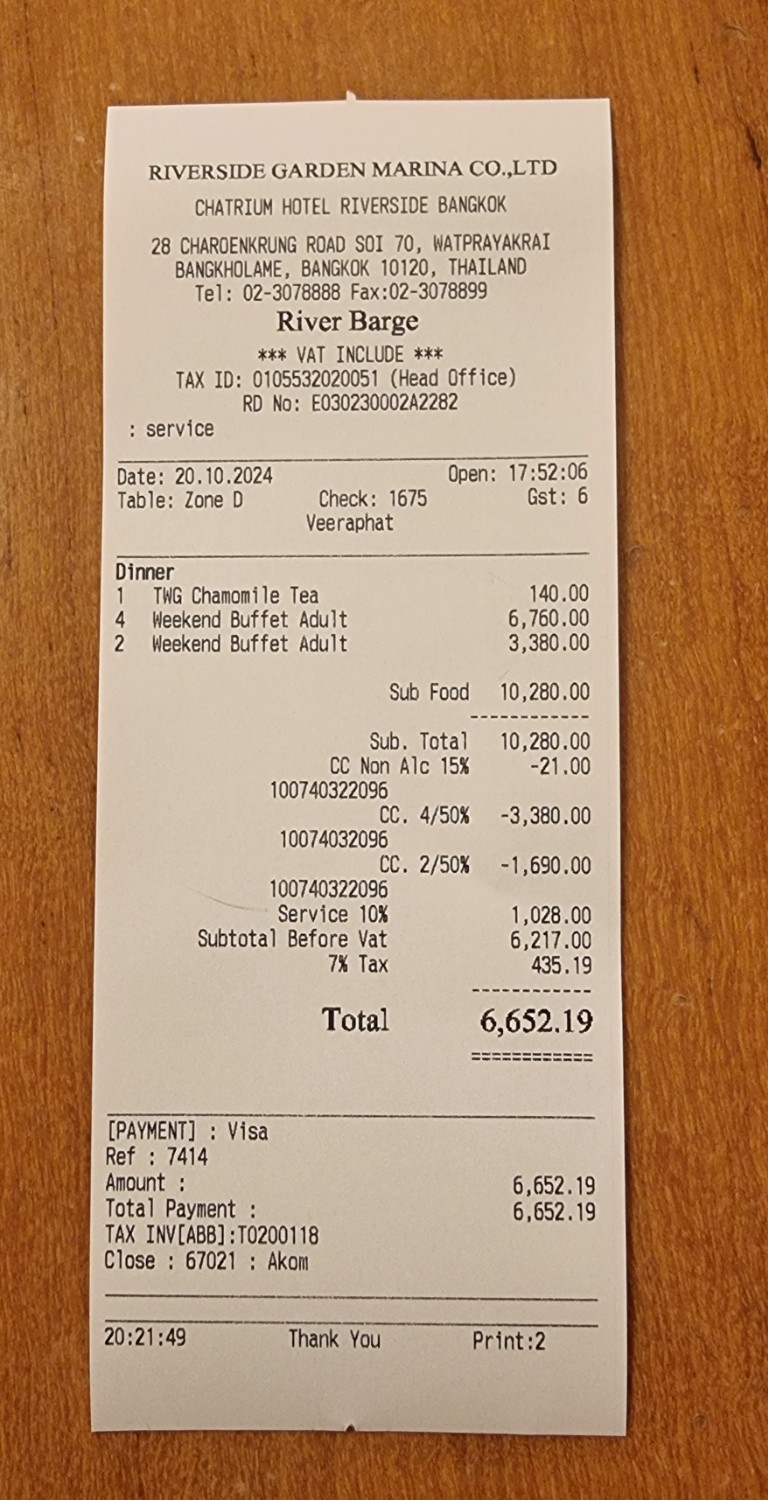 RIVERSIDE GARDEN MARINA CO.,LTD
CHATRIUM HOTEL RIVERSIDE BANGKOK
28 CHAROENKRUNG ROAD SOI 70, WATPRAYAKRAI
BANGKHOLAME, BANGKOK 10120, THAILAND
Tel: 02-3078888 Fax:02-3078899
River Barge
*** VAT INCLUDE ***
TAX ID: 0105532020051 (Head Office)
RD No: E030230002A2282
: service
Date: 20.10.2024 Open: 17:52:06
Table: Zone D Check: 1675 Gst: 6
Veeraphat
Dinner
1 TWG Chamomile Tea 140.00
4 Weekend Buffet Adult 6,760.00
2 Weekend Buffet Adult 3,380.00
Sub Food 10,280.00
------------
Sub. Total 10,280.00
CC Non Alc 15% -21.00
100740322096
CC. 4/50% -3,380.00
10074032096
CC. 2/50% -1,690.00
100740322096
Service 10% 1,028.00
Subtotal Before Vat 6,217.00
7% Tax 435.19
------------
Total 6,652.19
============
[PAYMENT] : Visa
Ref : 7414
Amount : 6,652.19
Total Payment : 6,652.19
TAX INV[ABB]:T0200118
Close : 67021 : Akom
20:21:49 Thank You Print:2